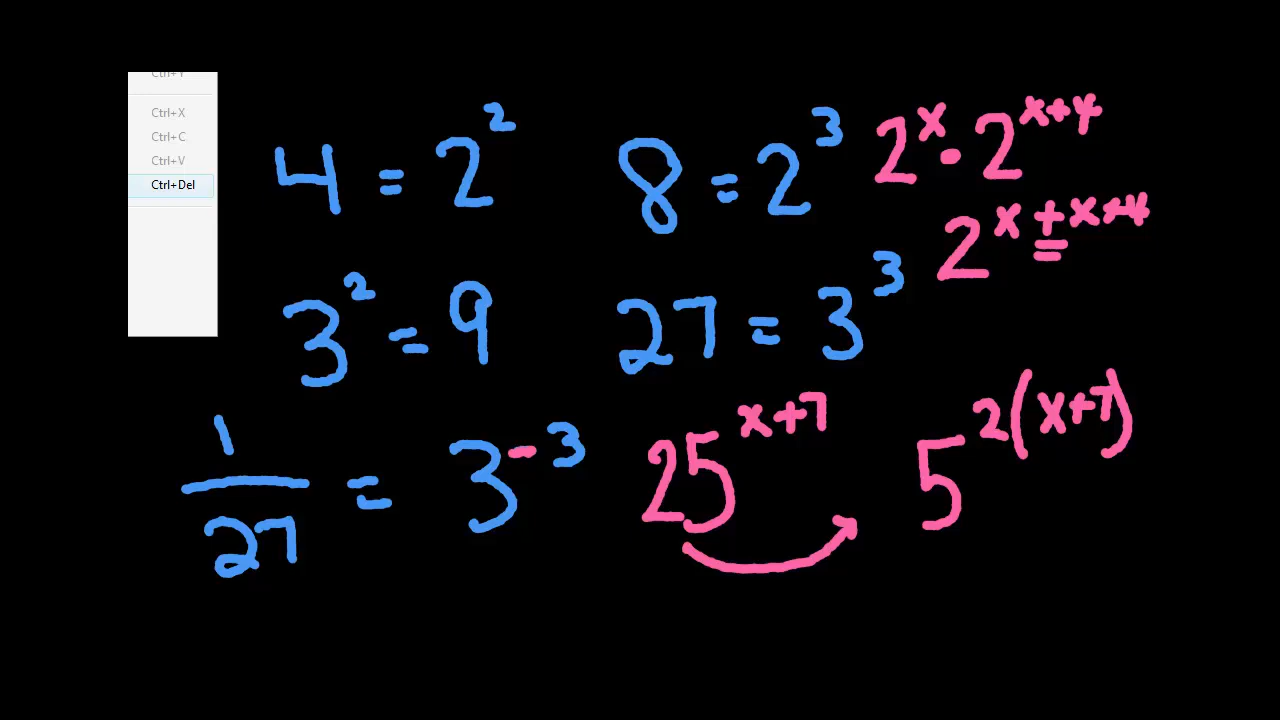 Ctrl+Y
Ctrl+X
Ctrl+C
Ctrl+V
Ctrl+Del
4 = 2²
8 = 2³
2ˣ · 2ˣ⁺⁴
2ˣ⁺ˣ⁺⁴
=
3² = 9
27 = 3³
1/27 = 3⁻³
25ˣ⁺⁷
5²⁽ˣ⁺⁷⁾